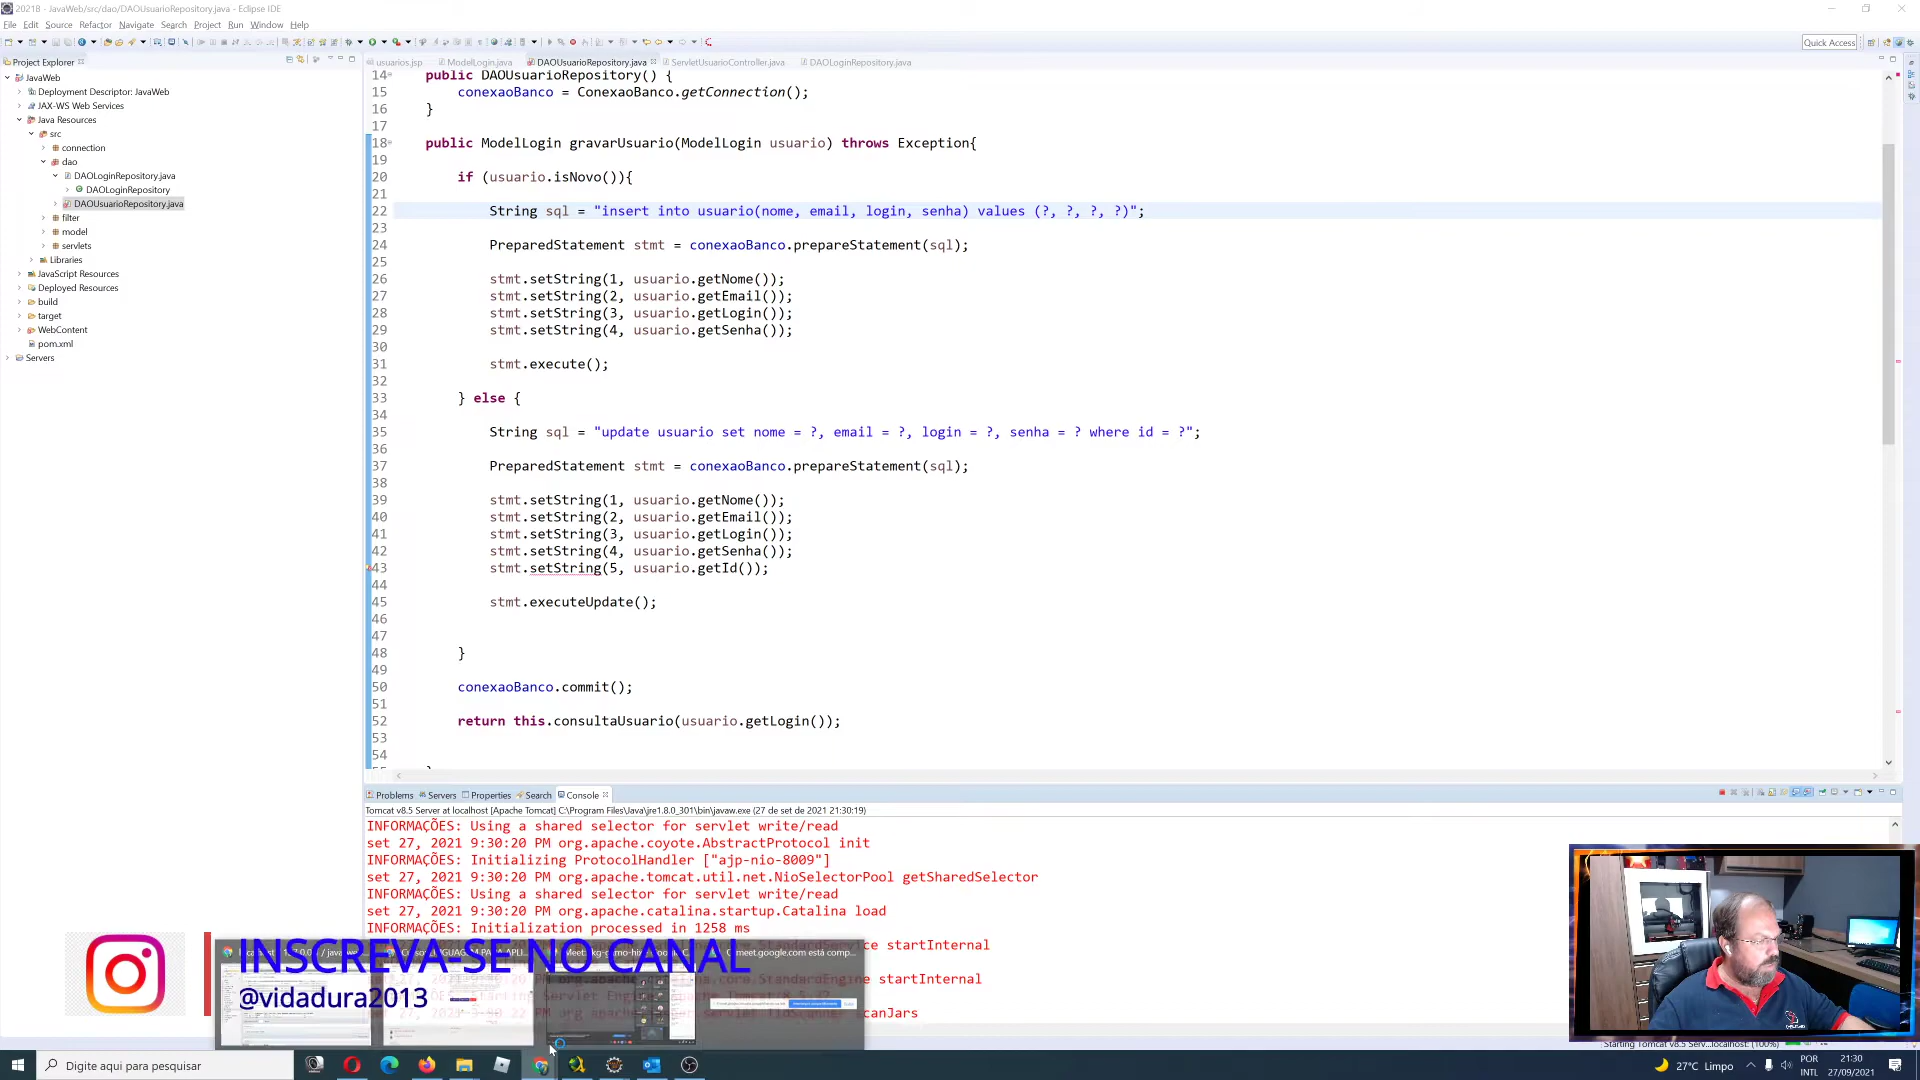 20218 - JavaWeb/src/dao/DAOUsuarioRepository.java - Eclipse IDE
File Edit Source Refactor Navigate Search Project Run Window Help
Quick Access
Project Explorer
JavaWeb
Deployment Descriptor: JavaWeb
JAX-WS Web Services
Java Resources
src
connection
dao
DAOLoginRepository.java
DAOLoginRepository
DAOUsuarioRepository.java
filter
model
servlets
Libraries
JavaScript Resources
Deployed Resources
build
target
WebContent
pom.xml
Servers
usuarios.jsp ModelLogin.java DAOUsuarioRepository.java ServletUsuarioController.java DAOLoginRepository.java
14 public DAOUsuarioRepository() {
15 conexaoBanco = ConexaoBanco.getConnection();
16 }
17
18 public ModelLogin gravarUsuario(ModelLogin usuario) throws Exception{
19
20 if (usuario.isNovo()){
21
22 String sql = "insert into usuario(nome, email, login, senha) values (?, ?, ?, ?)";
23
24 PreparedStatement stmt = conexaoBanco.prepareStatement(sql);
25
26 stmt.setString(1, usuario.getNome());
27 stmt.setString(2, usuario.getEmail());
28 stmt.setString(3, usuario.getLogin());
29 stmt.setString(4, usuario.getSenha());
30
31 stmt.execute();
32
33 } else {
34
35 String sql = "update usuario set nome = ?, email = ?, login = ?, senha = ? where id = ?";
36
37 PreparedStatement stmt = conexaoBanco.prepareStatement(sql);
38
39 stmt.setString(1, usuario.getNome());
40 stmt.setString(2, usuario.getEmail());
41 stmt.setString(3, usuario.getLogin());
42 stmt.setString(4, usuario.getSenha());
43 stmt.setString(5, usuario.getId());
44
45 stmt.executeUpdate();
46
47
48 }
49
50 conexaoBanco.commit();
51
52 return this.consultaUsuario(usuario.getLogin());
53
54
Problems Servers Properties Search Console
Tomcat v8.5 Server at localhost [Apache Tomcat] C:\Program Files\Java\jre1.8.0_301\bin\javaw.exe (27 de set de 2021 21:30:19)
INFORMAÇÕES: Using a shared selector for servlet write/read
set 27, 2021 9:30:20 PM org.apache.coyote.AbstractProtocol init
INFORMAÇÕES: Initializing ProtocolHandler ["ajp-nio-8009"]
set 27, 2021 9:30:20 PM org.apache.tomcat.util.net.NioSelectorPool getSharedSelector
INFORMAÇÕES: Using a shared selector for servlet write/read
set 27, 2021 9:30:20 PM org.apache.catalina.startup.Catalina load
INFORMAÇÕES: Initialization processed in 1258 ms
startInternal
startInternal
INSCREVA-SE NO CANAL
@vidadura2013
Starting Tomcat v8.5 Serv...localhost: (100%)
Digite aqui para pesquisar
27°C Limpo
POR
INTL
21:30
27/09/2021